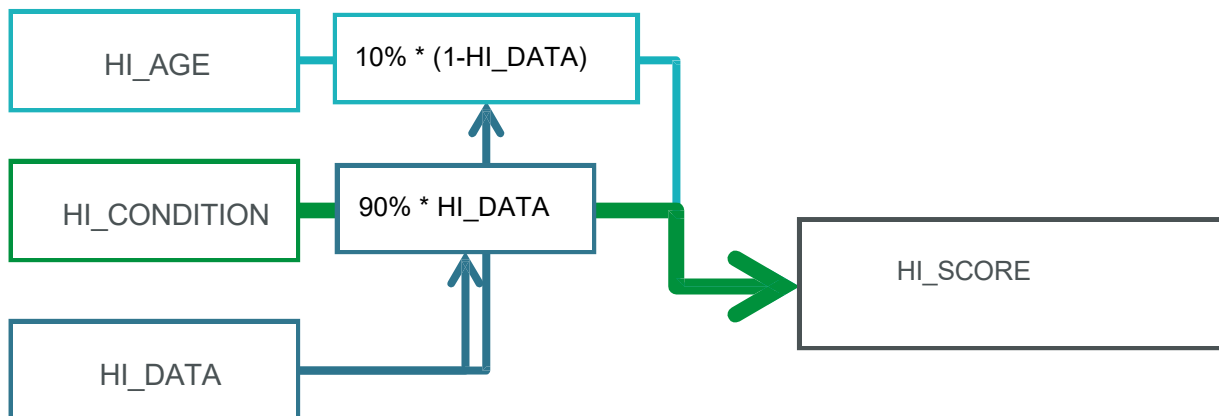 HI_AGE
10% * (1-HI_DATA)
HI_CONDITION
90% * HI_DATA
HI_SCORE
HI_DATA